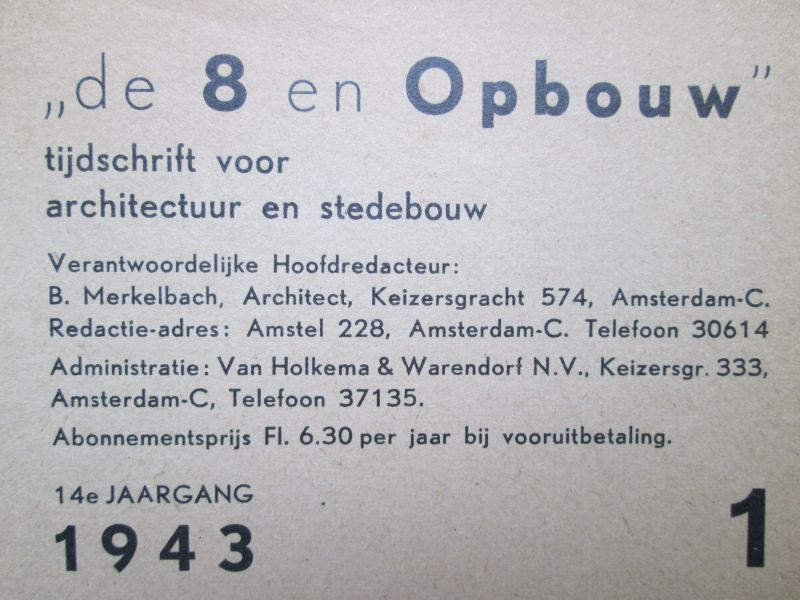 „de 8 en Opbouw”
tijdschrift voor
architectuur en stedebouw
Verantwoordelijke Hoofdredacteur:
B. Merkelbach, Architect, Keizersgracht 574, Amsterdam-C.
Redactie-adres: Amstel 228, Amsterdam-C. Telefoon 30614
Administratie: Van Holkema & Warendorf N.V., Keizersgr. 333,
Amsterdam-C, Telefoon 37135.
Abonnementsprijs Fl. 6.30 per jaar bij vooruitbetaling.
14e JAARGANG
1943
1